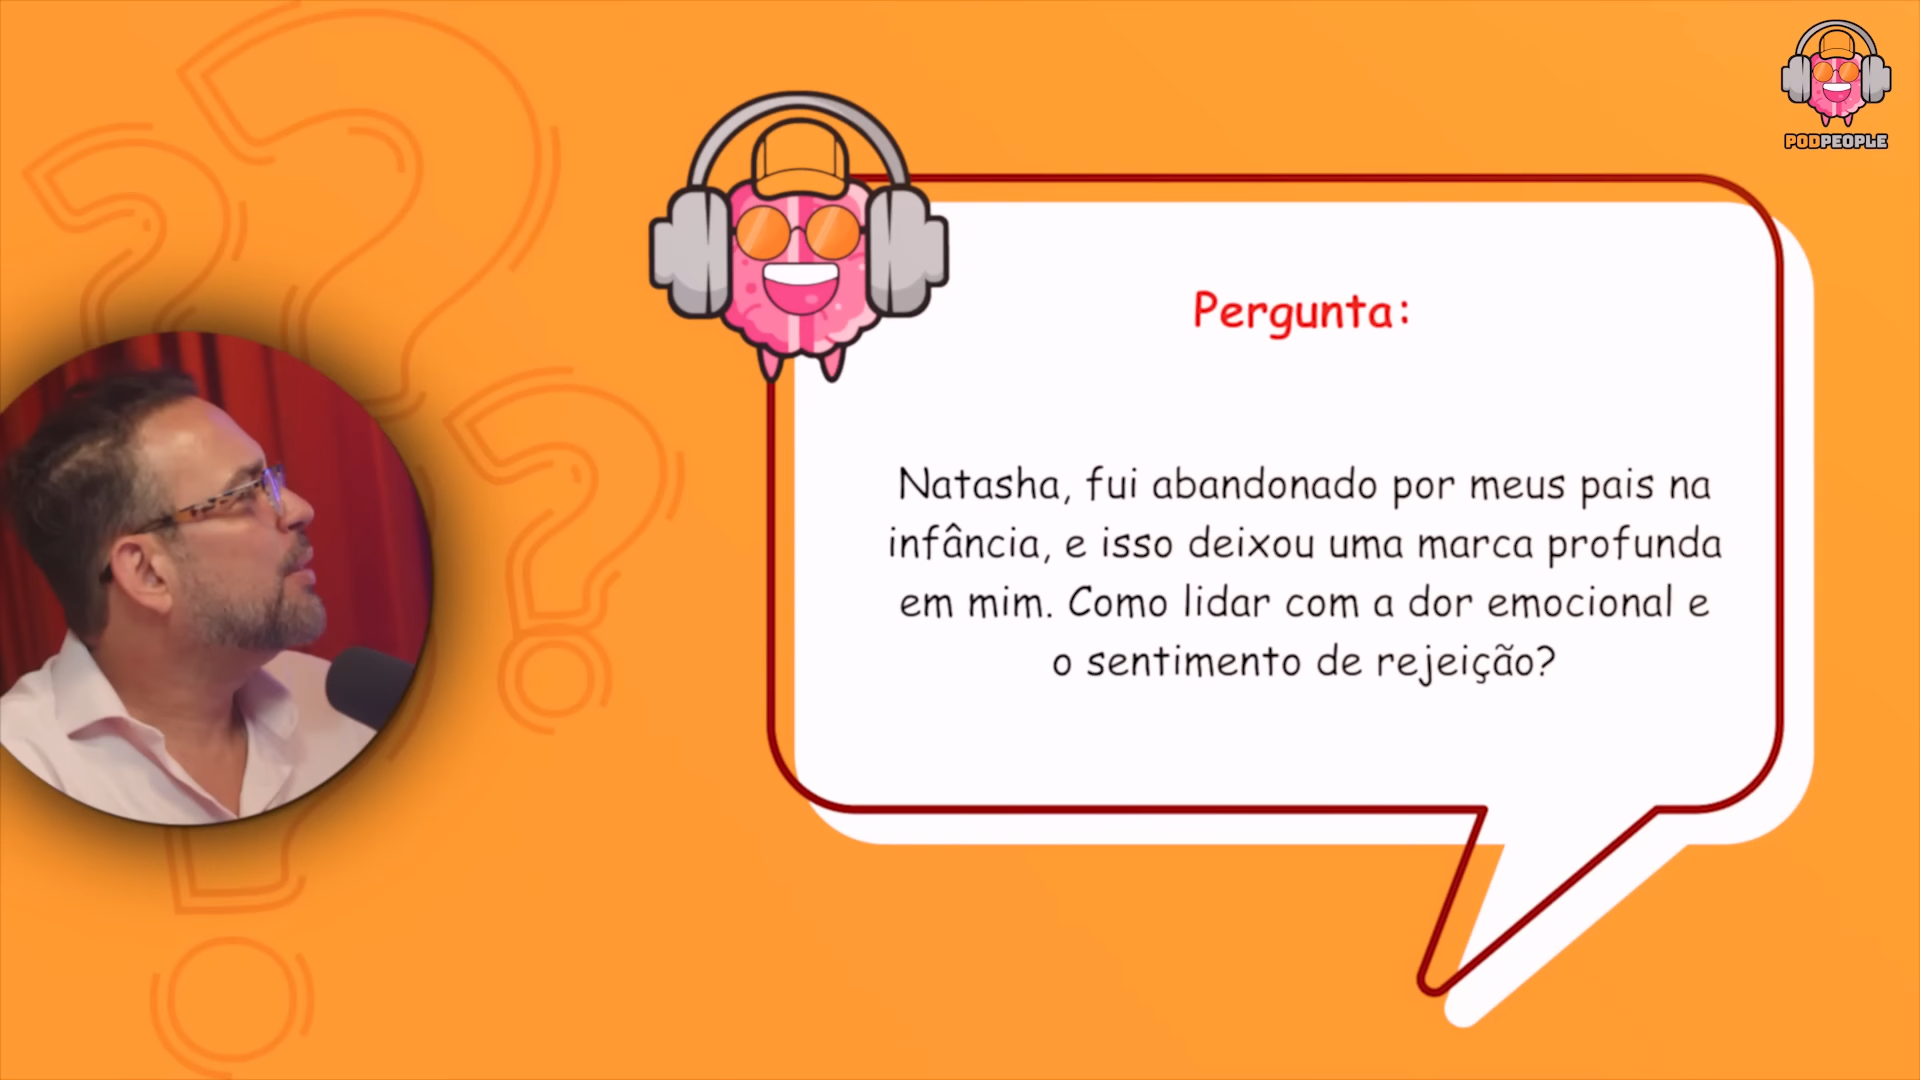 PODPEOPLE
Pergunta:
Natasha, fui abandonado por meus pais na
infância, e isso deixou uma marca profunda
em mim. Como lidar com a dor emocional e
o sentimento de rejeição?